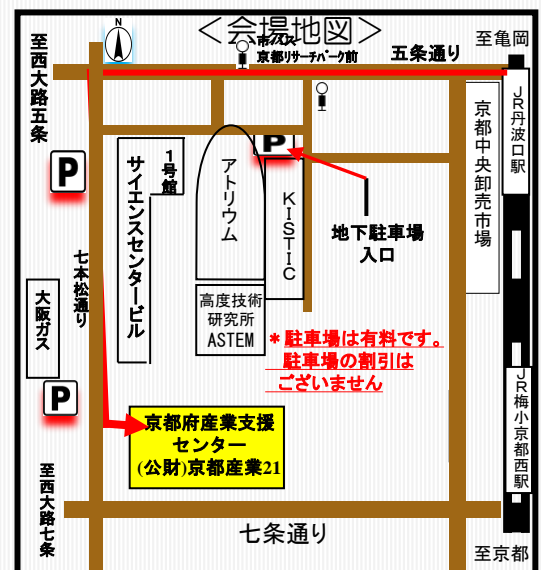 N
＜会場地図＞
市バス
京都リサーチパーク前
五条通り
至亀岡
至西大路五条
JR丹波口駅
京都中央卸売市場
P
P
1号館
サイエンスセンタービル
アトリウム
KISTIC
地下駐車場
入口
七本松通り
大阪ガス
高度技術
研究所
ASTEM
＊駐車場は有料です。
駐車場の割引は
ございません
P
JR梅小京都西駅
京都府産業支援
センター
(公財)京都産業21
至西大路七条
七条通り
至京都